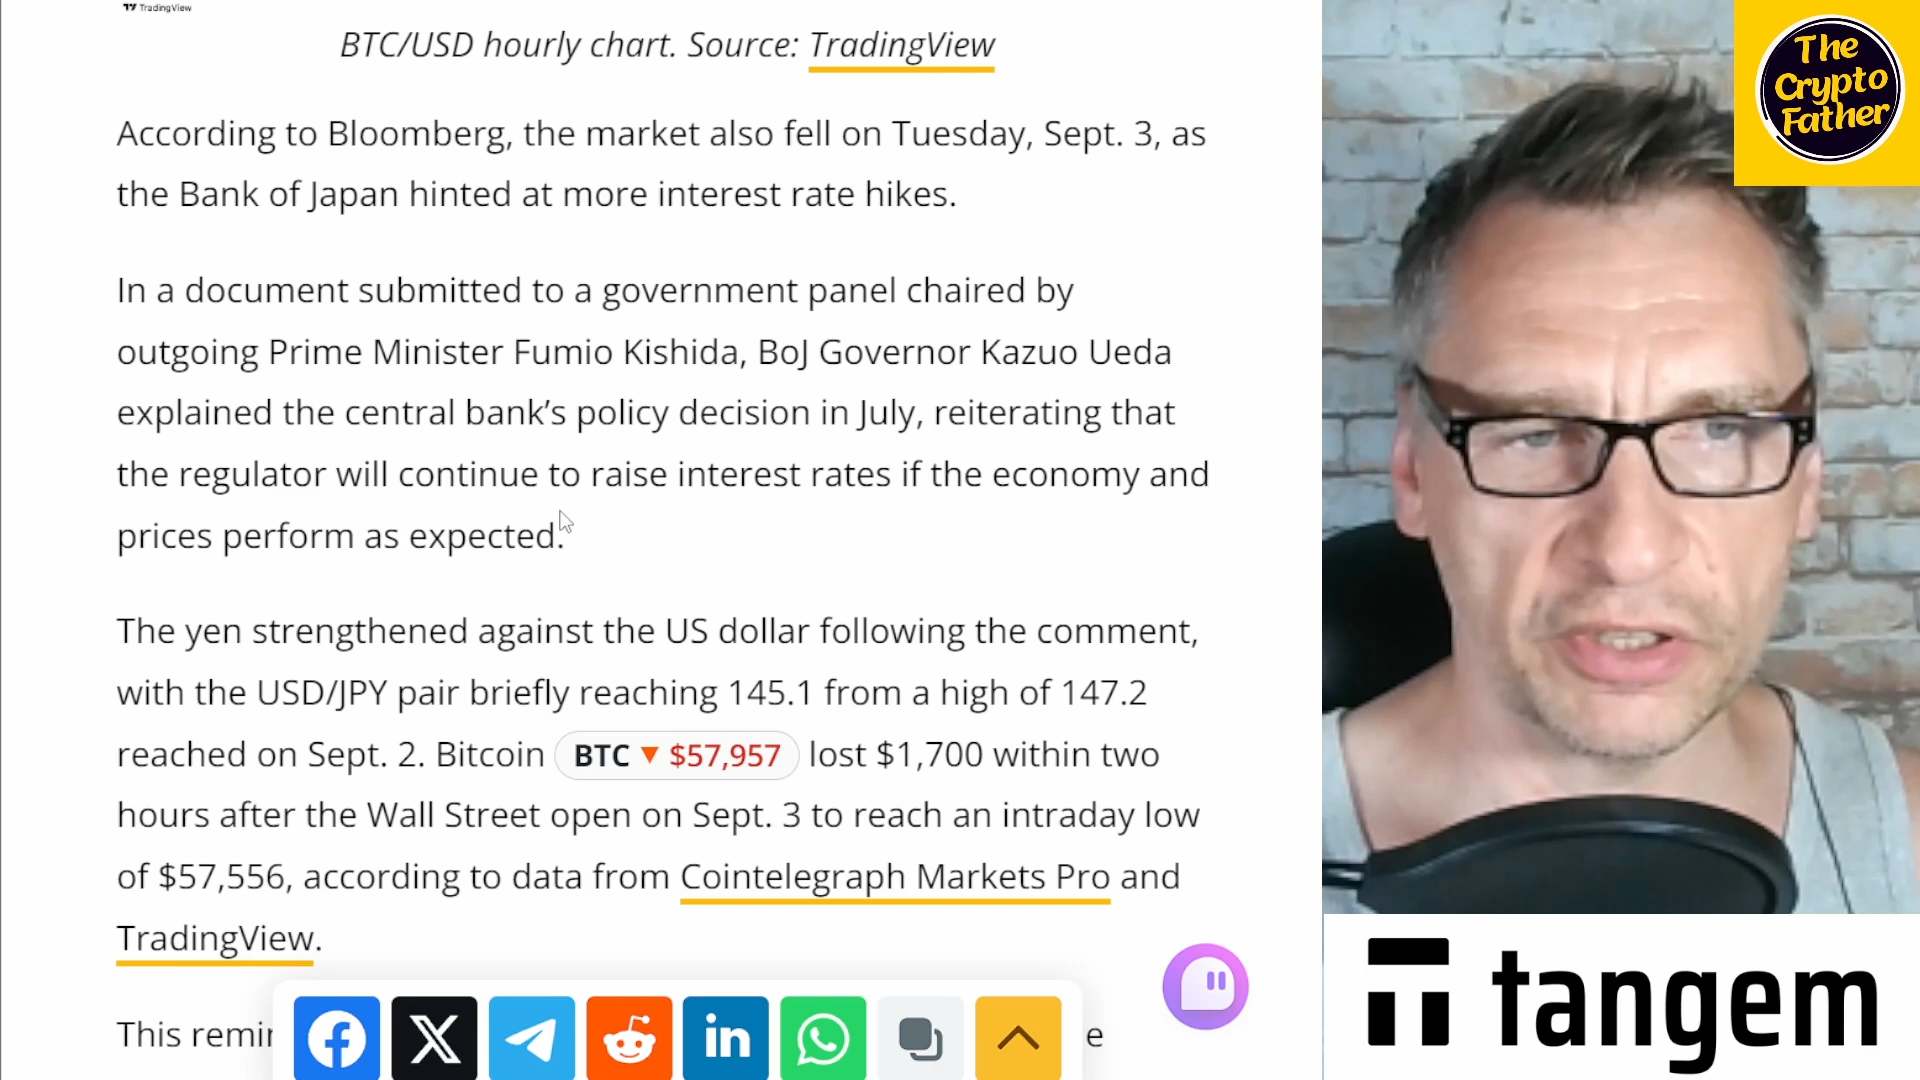 TradingView
BTC/USD hourly chart. Source: TradingView
According to Bloomberg, the market also fell on Tuesday, Sept. 3, as
the Bank of Japan hinted at more interest rate hikes.
In a document submitted to a government panel chaired by
outgoing Prime Minister Fumio Kishida, BoJ Governor Kazuo Ueda
explained the central bank’s policy decision in July, reiterating that
the regulator will continue to raise interest rates if the economy and
prices perform as expected.
The yen strengthened against the US dollar following the comment,
with the USD/JPY pair briefly reaching 145.1 from a high of 147.2
reached on Sept. 2. Bitcoin BTC ▼ $57,957 lost $1,700 within two
hours after the Wall Street open on Sept. 3 to reach an intraday low
of $57,556, according to data from Cointelegraph Markets Pro and
TradingView.
This
The
Crypto
Father
tangem